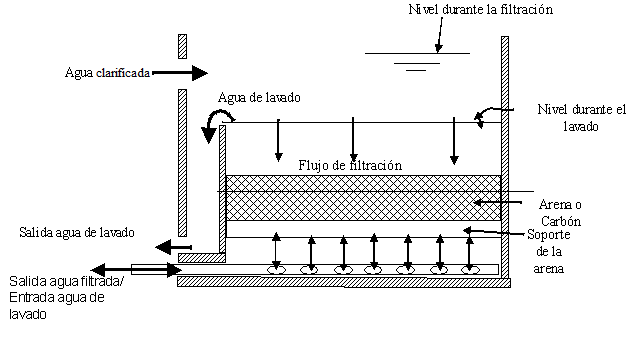 Nivel durante la filtración
Agua clarificada
Agua de lavado
Nivel durante el
lavado
Flujo de filtración
Arena o
Carbón
Salida agua de lavado
Soporte
de la
arena
Salida agua filtrada/
Entrada agua de
lavado